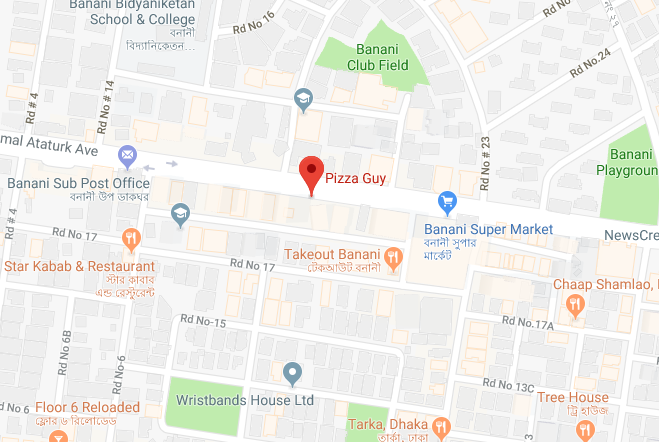 Banani Bidyaniketan
School & College
বনানী
বিদ্যানিকেতন...
Rd No 16
Banani
Club Field
Rd No.24
Rd # 4
Rd No # 14
Rd No # 23
mal Ataturk Ave
Banani
Playground
Pizza Guy
Banani Sub Post Office
বনানী উপ ডাকঘর
Rd # 4
Banani Super Market
বনানী সুপার
মার্কেট
NewsCre
Rd No 17
Takeout Banani
টেকআউট বনানী
Rd No 17
Star Kabab & Restaurant
স্টার কাবাব
এন্ড রেস্টুরেন্ট
Chaap Shamlao,
Rd No-15
Rd No.17A
Rd No 6B
Rd No-6
Wristbands House Ltd
Rd No 13C
Tree House
ট্রি হাউজ
No 6
Floor 6 Reloaded
ফ্লোর ৬ রিলোডেড
Tarka, Dhaka
তার্কা, ঢাকা